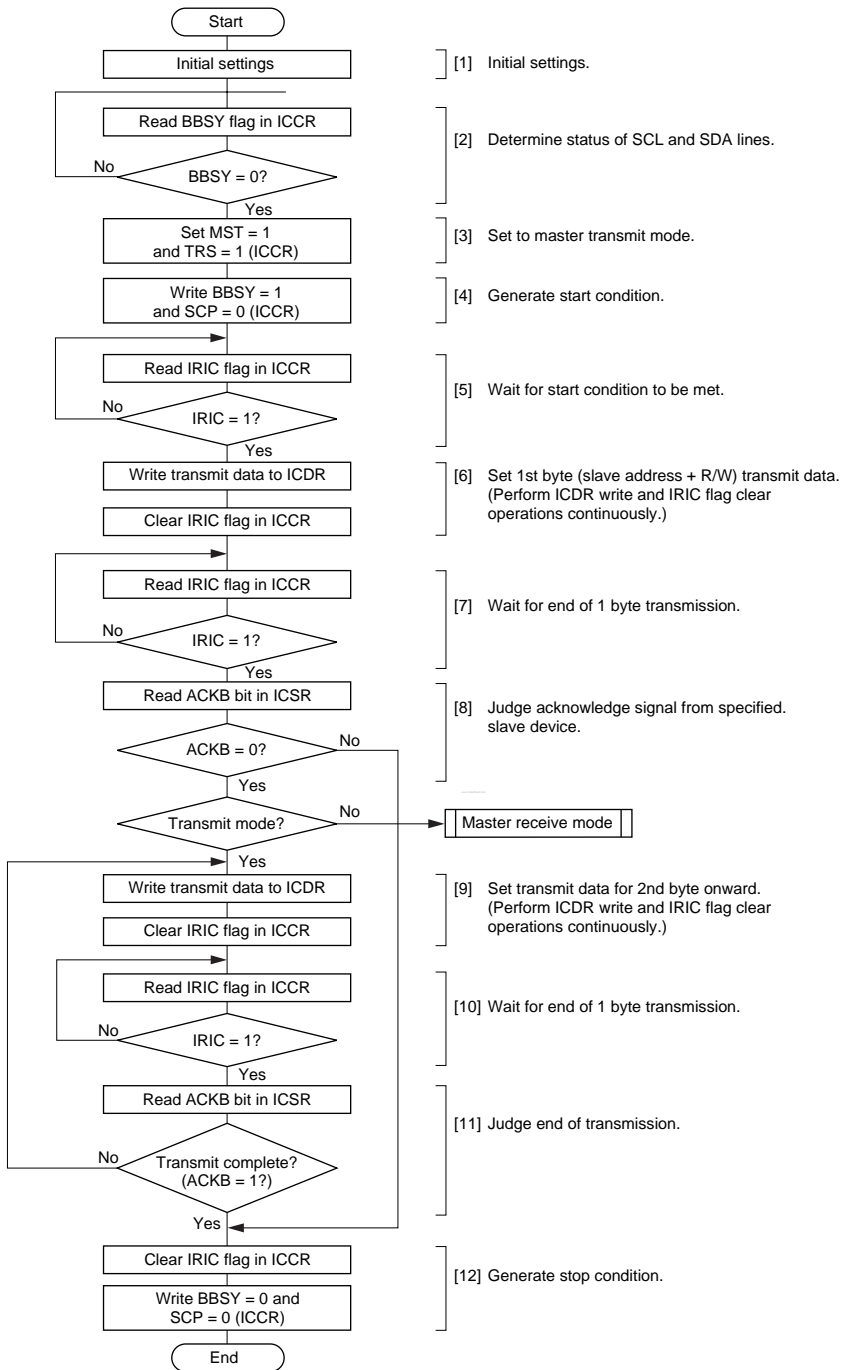 Start
Initial settings
[1] Initial settings.
Read BBSY flag in ICCR
[2] Determine status of SCL and SDA lines.
No
BBSY = 0?
Yes
Set MST = 1
and TRS = 1 (ICCR)
[3] Set to master transmit mode.
Write BBSY = 1
and SCP = 0 (ICCR)
[4] Generate start condition.
Read IRIC flag in ICCR
[5] Wait for start condition to be met.
No
IRIC = 1?
Yes
Write transmit data to ICDR
[6] Set 1st byte (slave address + R/W) transmit data.
(Perform ICDR write and IRIC flag clear
operations continuously.)
Clear IRIC flag in ICCR
Read IRIC flag in ICCR
[7] Wait for end of 1 byte transmission.
No
IRIC = 1?
Yes
Read ACKB bit in ICSR
[8] Judge acknowledge signal from specified.
slave device.
ACKB = 0?
No
Yes
Transmit mode?
No
Master receive mode
Yes
Write transmit data to ICDR
[9] Set transmit data for 2nd byte onward.
(Perform ICDR write and IRIC flag clear
operations continuously.)
Clear IRIC flag in ICCR
Read IRIC flag in ICCR
[10] Wait for end of 1 byte transmission.
No
IRIC = 1?
Yes
Read ACKB bit in ICSR
[11] Judge end of transmission.
No
Transmit complete?
(ACKB = 1?)
Yes
Clear IRIC flag in ICCR
[12] Generate stop condition.
Write BBSY = 0 and
SCP = 0 (ICCR)
End